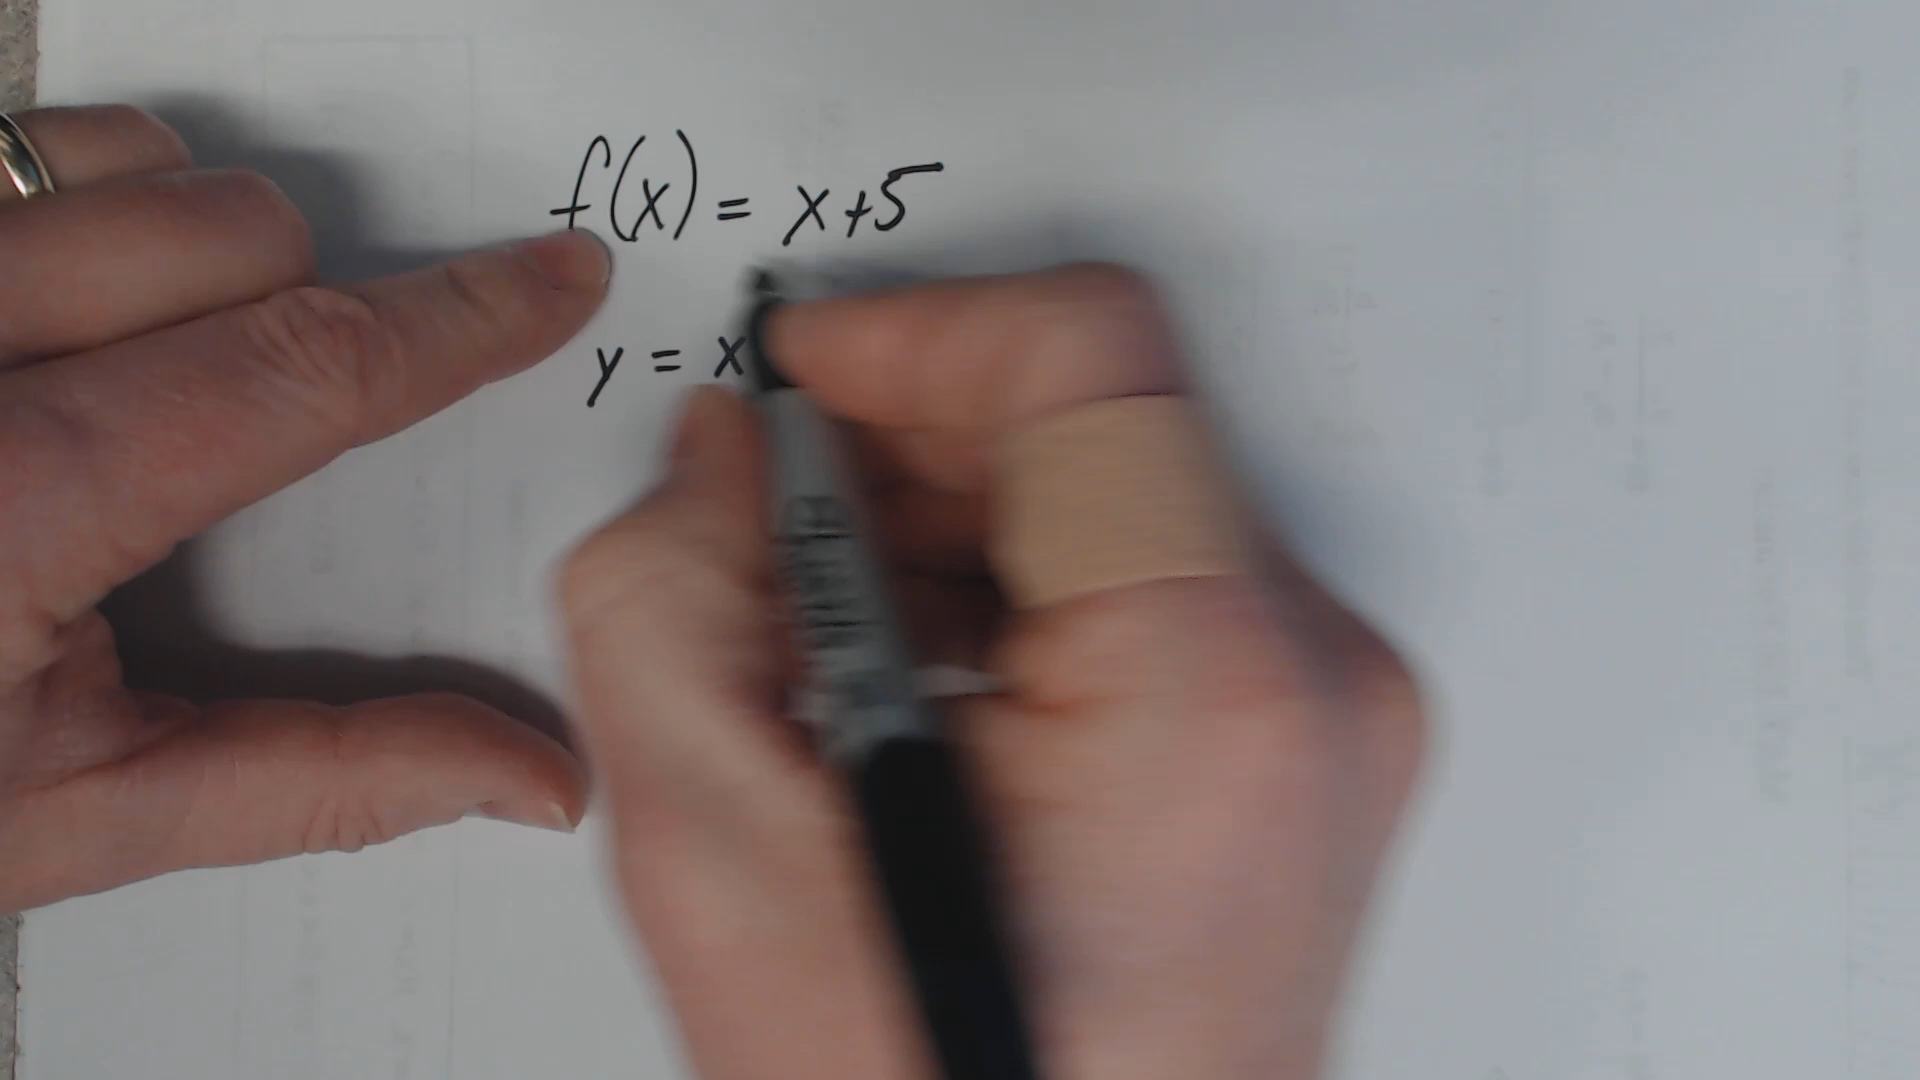 f(x) = x+5
y = x